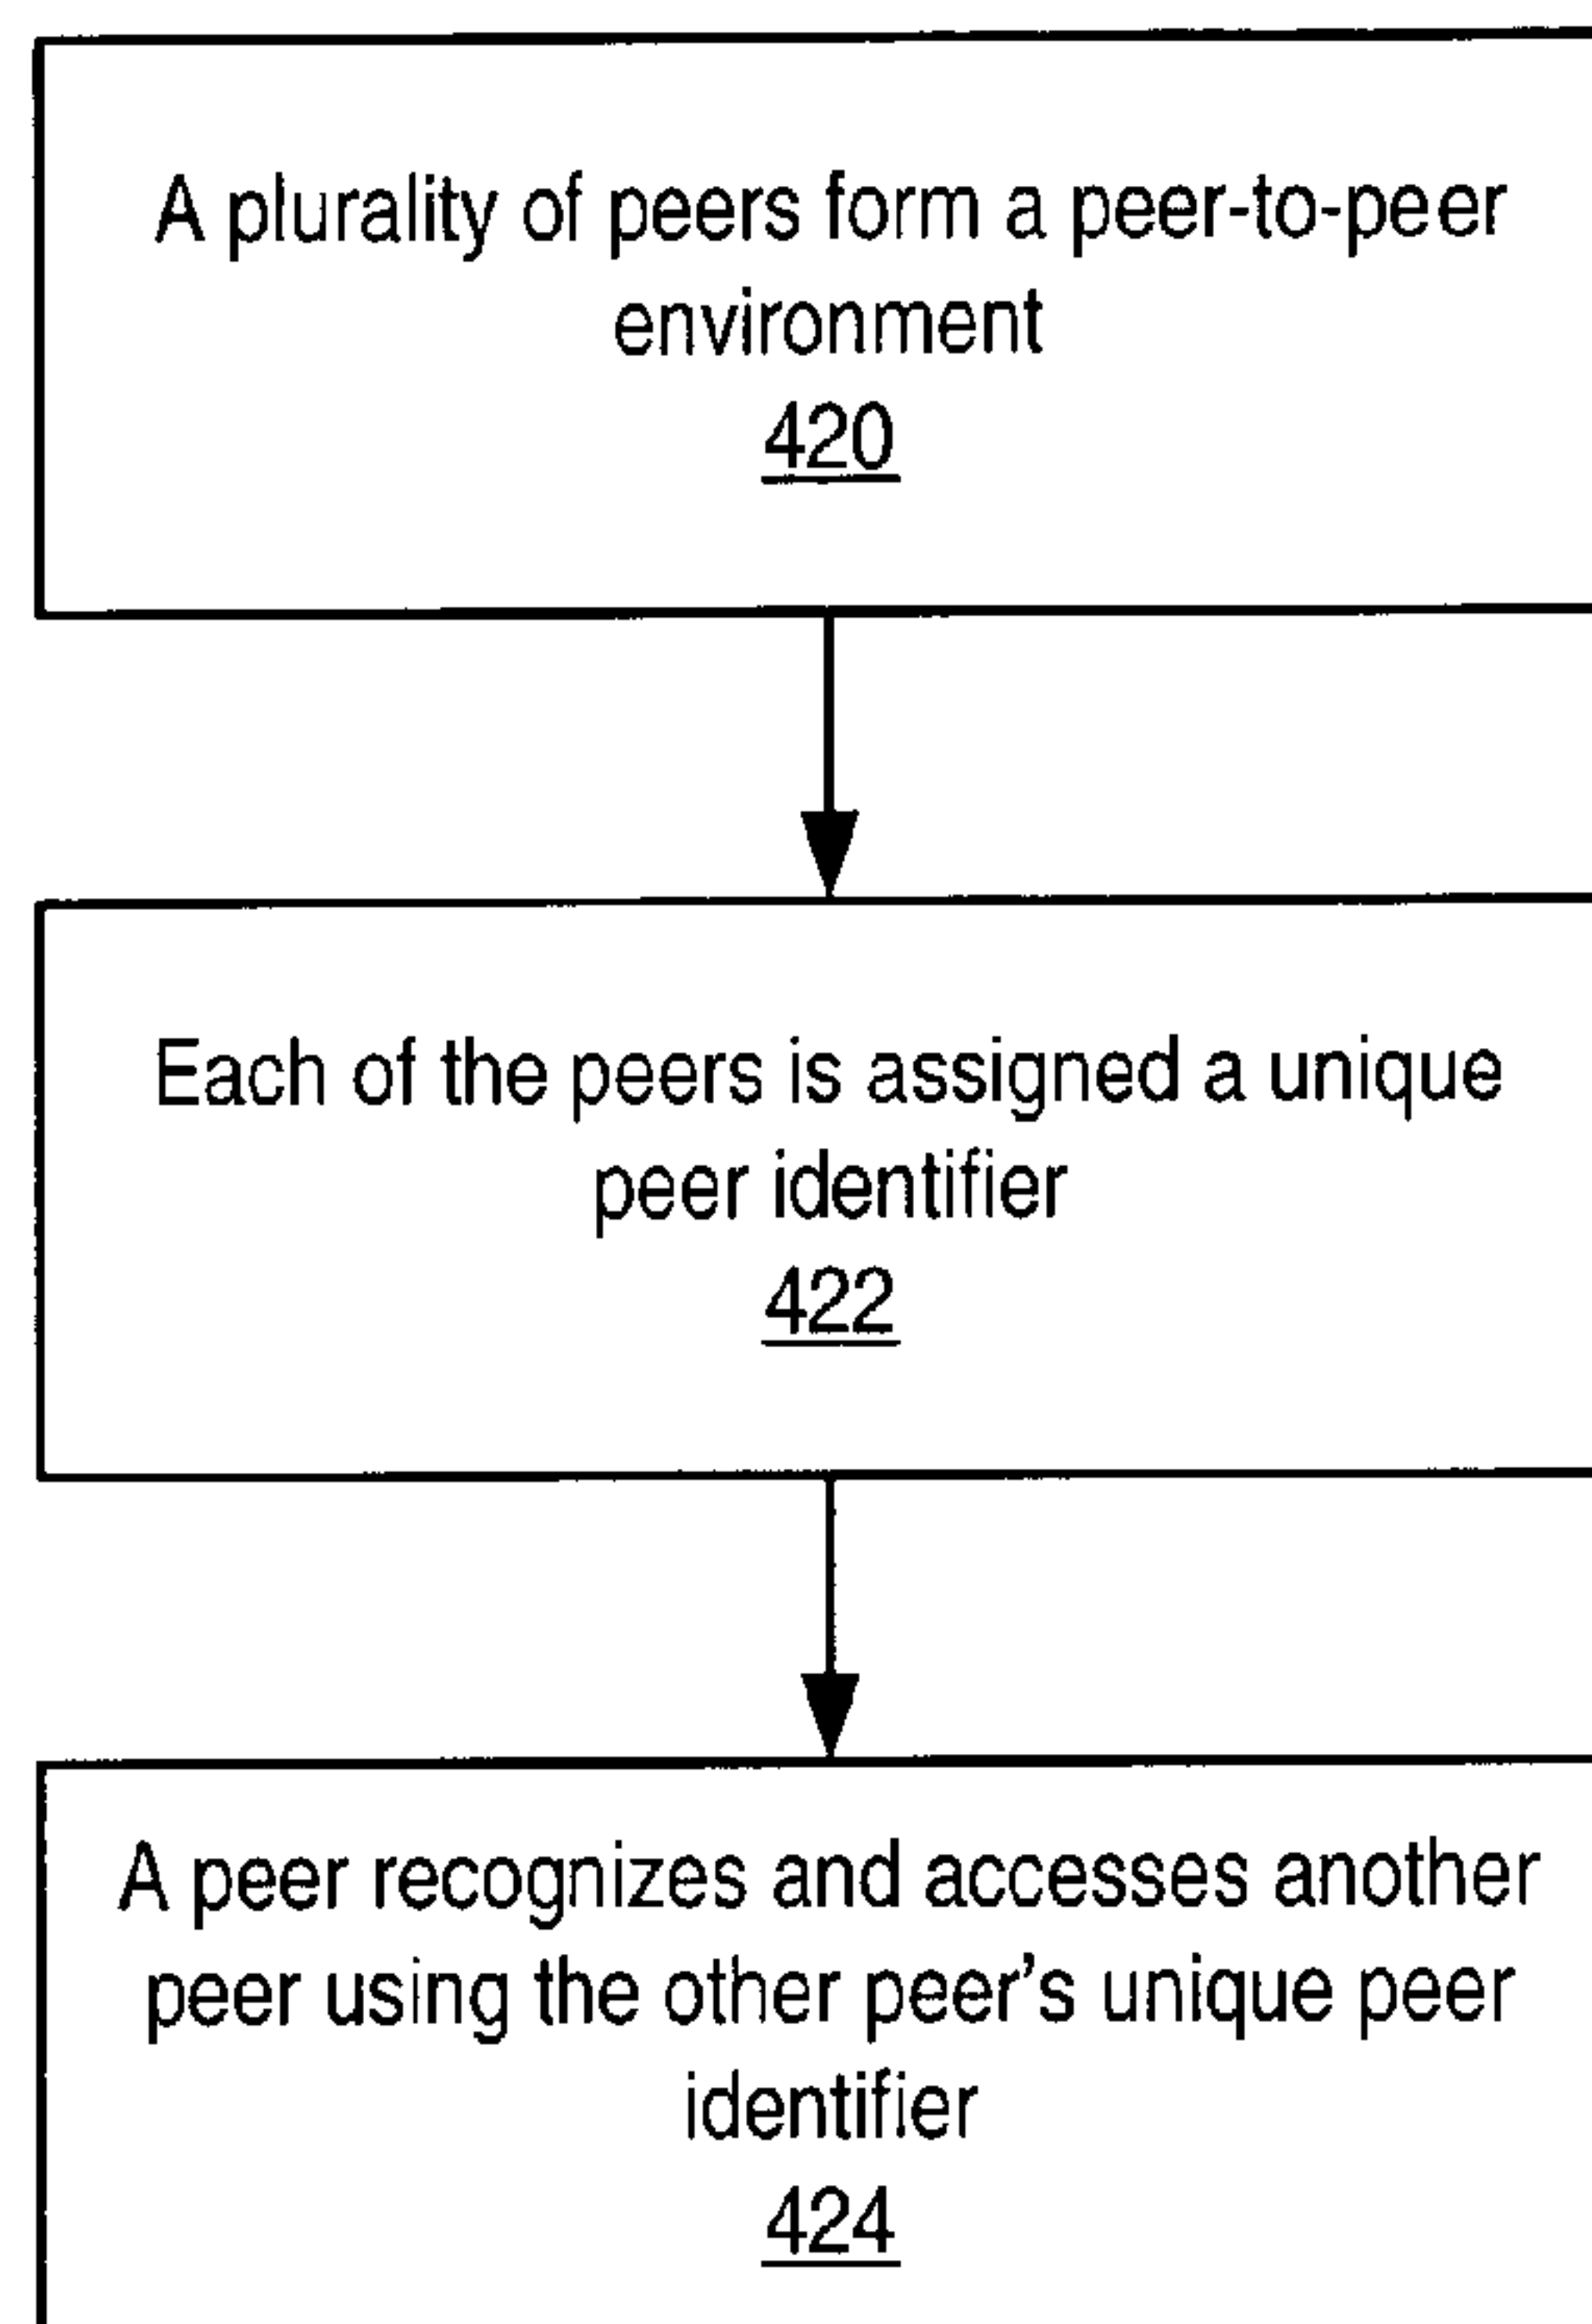 A plurality of peers form a peer-to-peer
environment
420
Each of the peers is assigned a unique
peer identifier
422
A peer recognizes and accesses another
peer using the other peer's unique peer
identifier
424